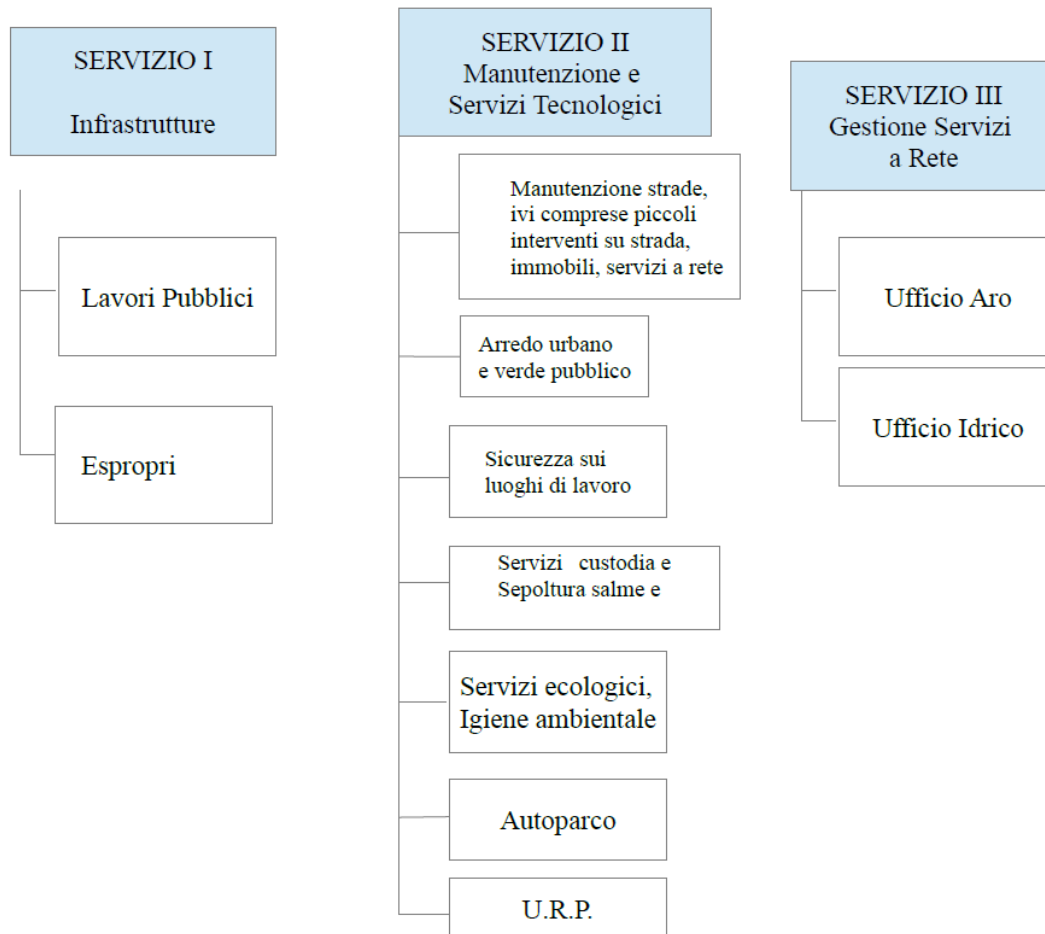 SERVIZIO I
Infrastrutture
Lavori Pubblici
Espropri
SERVIZIO II
Manutenzione e
Servizi Tecnologici
Manutenzione strade,
ivi comprese piccoli
interventi su strada,
immobili, servizi a rete
Arredo urbano
e verde pubblico
Sicurezza sui
luoghi di lavoro
Servizi custodia e
Sepoltura salme e
Servizi ecologici,
Igiene ambientale
Autoparco
U.R.P.
SERVIZIO III
Gestione Servizi
a Rete
Ufficio Aro
Ufficio Idrico